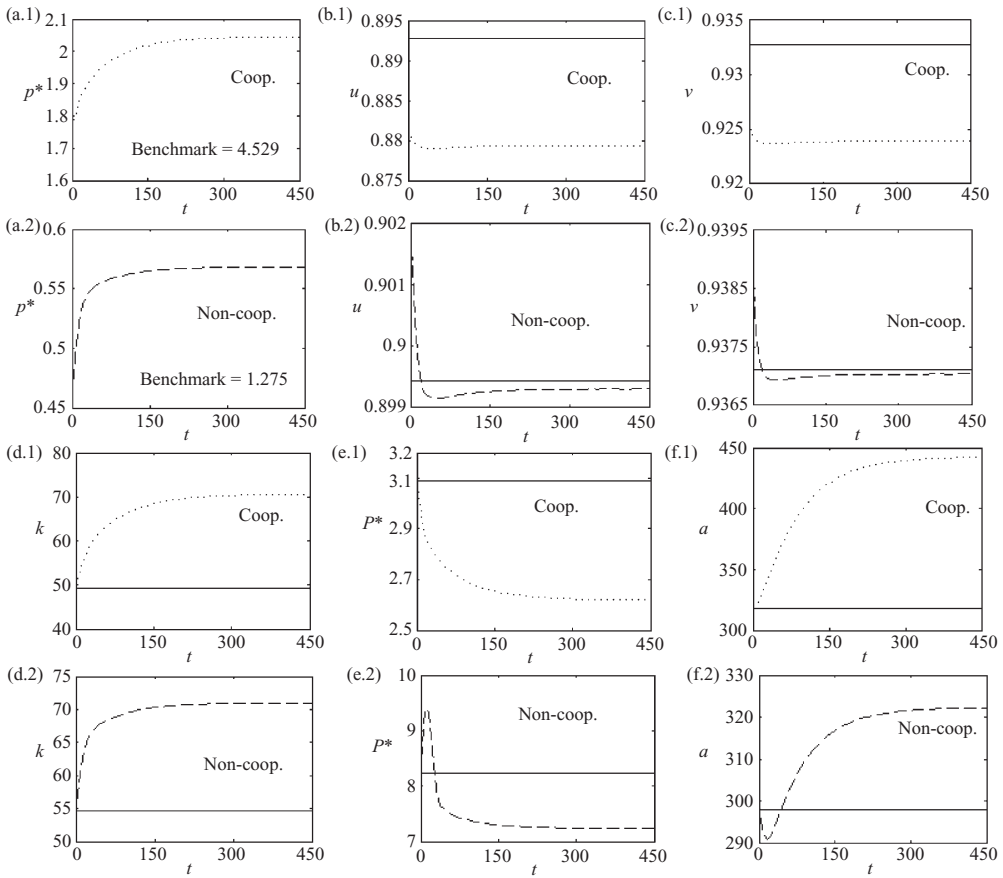 (a.1)
2.1
2
1.9
1.8
1.7
1.6
p*
Coop.
Benchmark = 4.529
0 150 300 450
t
(b.1)
0.895
0.89
0.885
0.88
0.875
u
Coop.
0 150 300 450
t
(c.1)
0.935
0.93
0.925
0.92
v
Coop.
0 150 300 450
t
(a.2)
0.6
0.55
0.5
0.45
p*
Non-coop.
Benchmark = 1.275
0 150 300 450
t
(b.2)
0.902
0.901
0.9
0.899
u
Non-coop.
0 150 300 450
t
(c.2)
0.9395
0.9385
0.9375
0.9365
v
Non-coop.
0 150 300 450
t
(d.1)
80
70
60
50
40
k
Coop.
0 150 300 450
t
(e.1)
3.3
3.1
2.9
2.7
2.5
P*
Coop.
0 150 300 450
t
(f.1)
450
400
350
300
a
Coop.
0 150 300 450
t
(d.2)
75
70
65
60
55
50
k
Non-coop.
0 150 300 450
t
(e.2)
10
9
8
7
P*
Non-coop.
0 150 300 450
t
(f.2)
330
320
310
300
290
a
Non-coop.
0 150 300 450
t